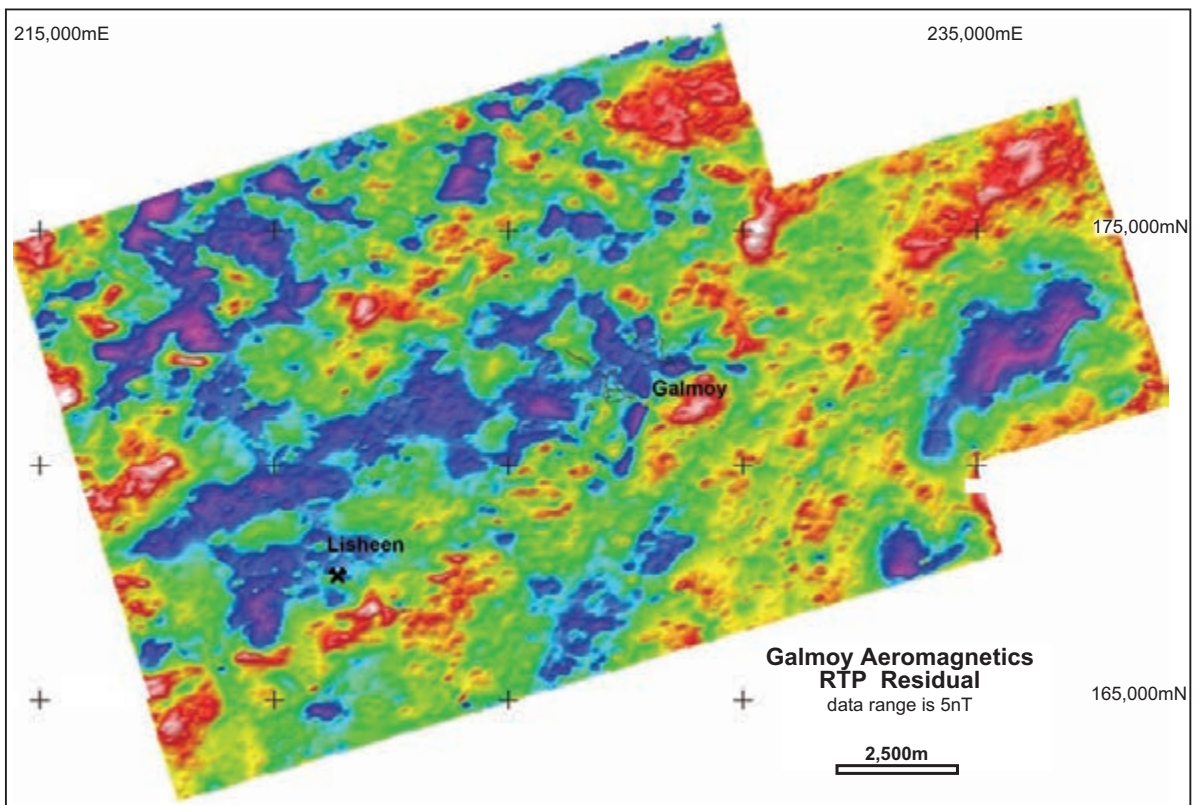 215,000mE
235,000mE
175,000mN
Galmoy
Lisheen
Galmoy Aeromagnetics
RTP Residual
data range is 5nT
165,000mN
2,500m